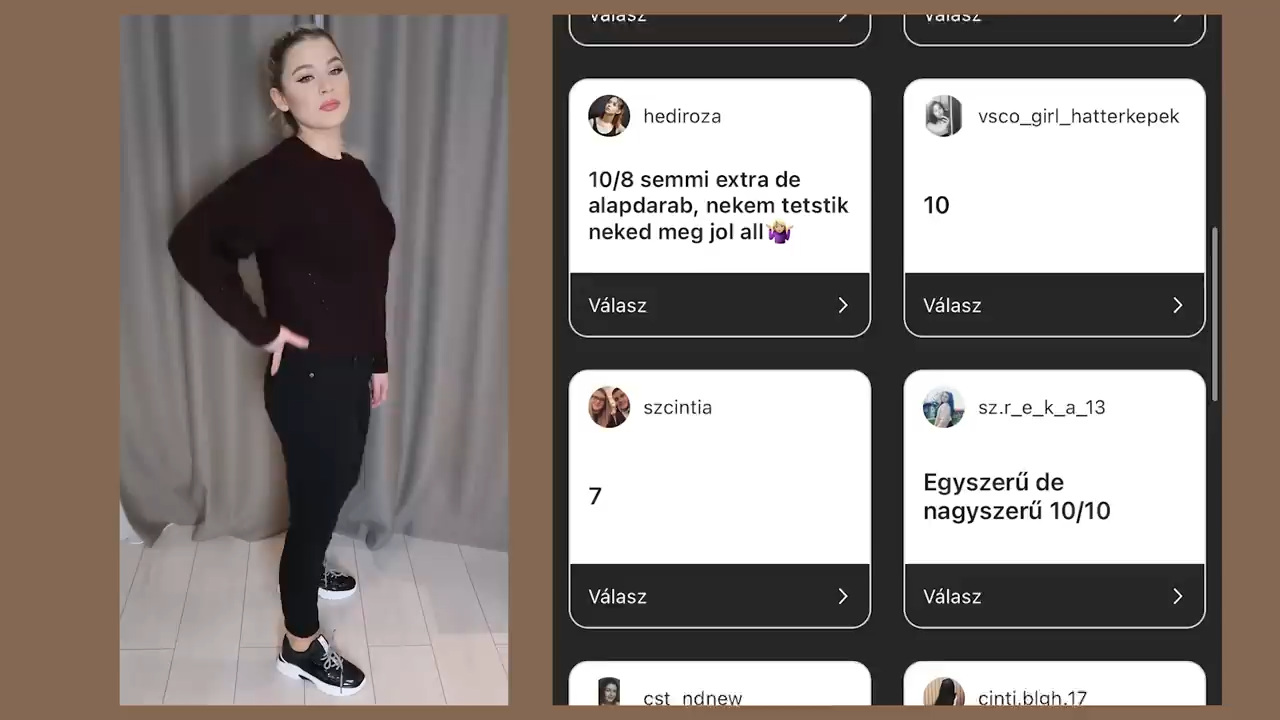 Válasz
Válasz
hediroza
10/8 semmi extra de
alapdarab, nekem tetstik
neked meg jol all
Válasz
vsco_girl_hatterkepek
10
Válasz
szcintia
7
Válasz
sz.r_e_k_a_13
Egyszerű de
nagyszerű 10/10
Válasz
cst_ndnew
cinti.blgh.17